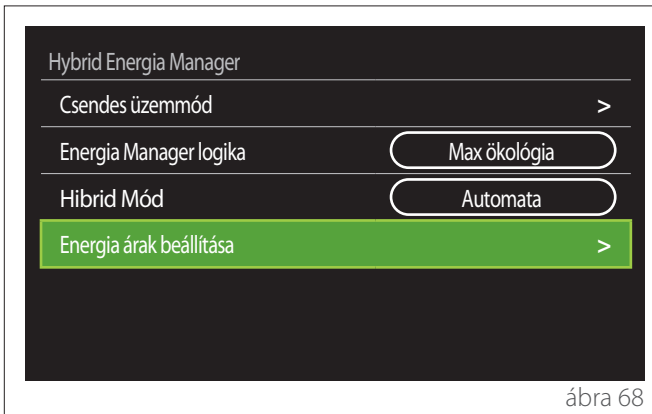 Hybrid Energia Manager
Csendes üzemmód >
Energia Manager logika Max ökológia
Hibrid Mód Automata
Energia árak beállítása >
ábra 68